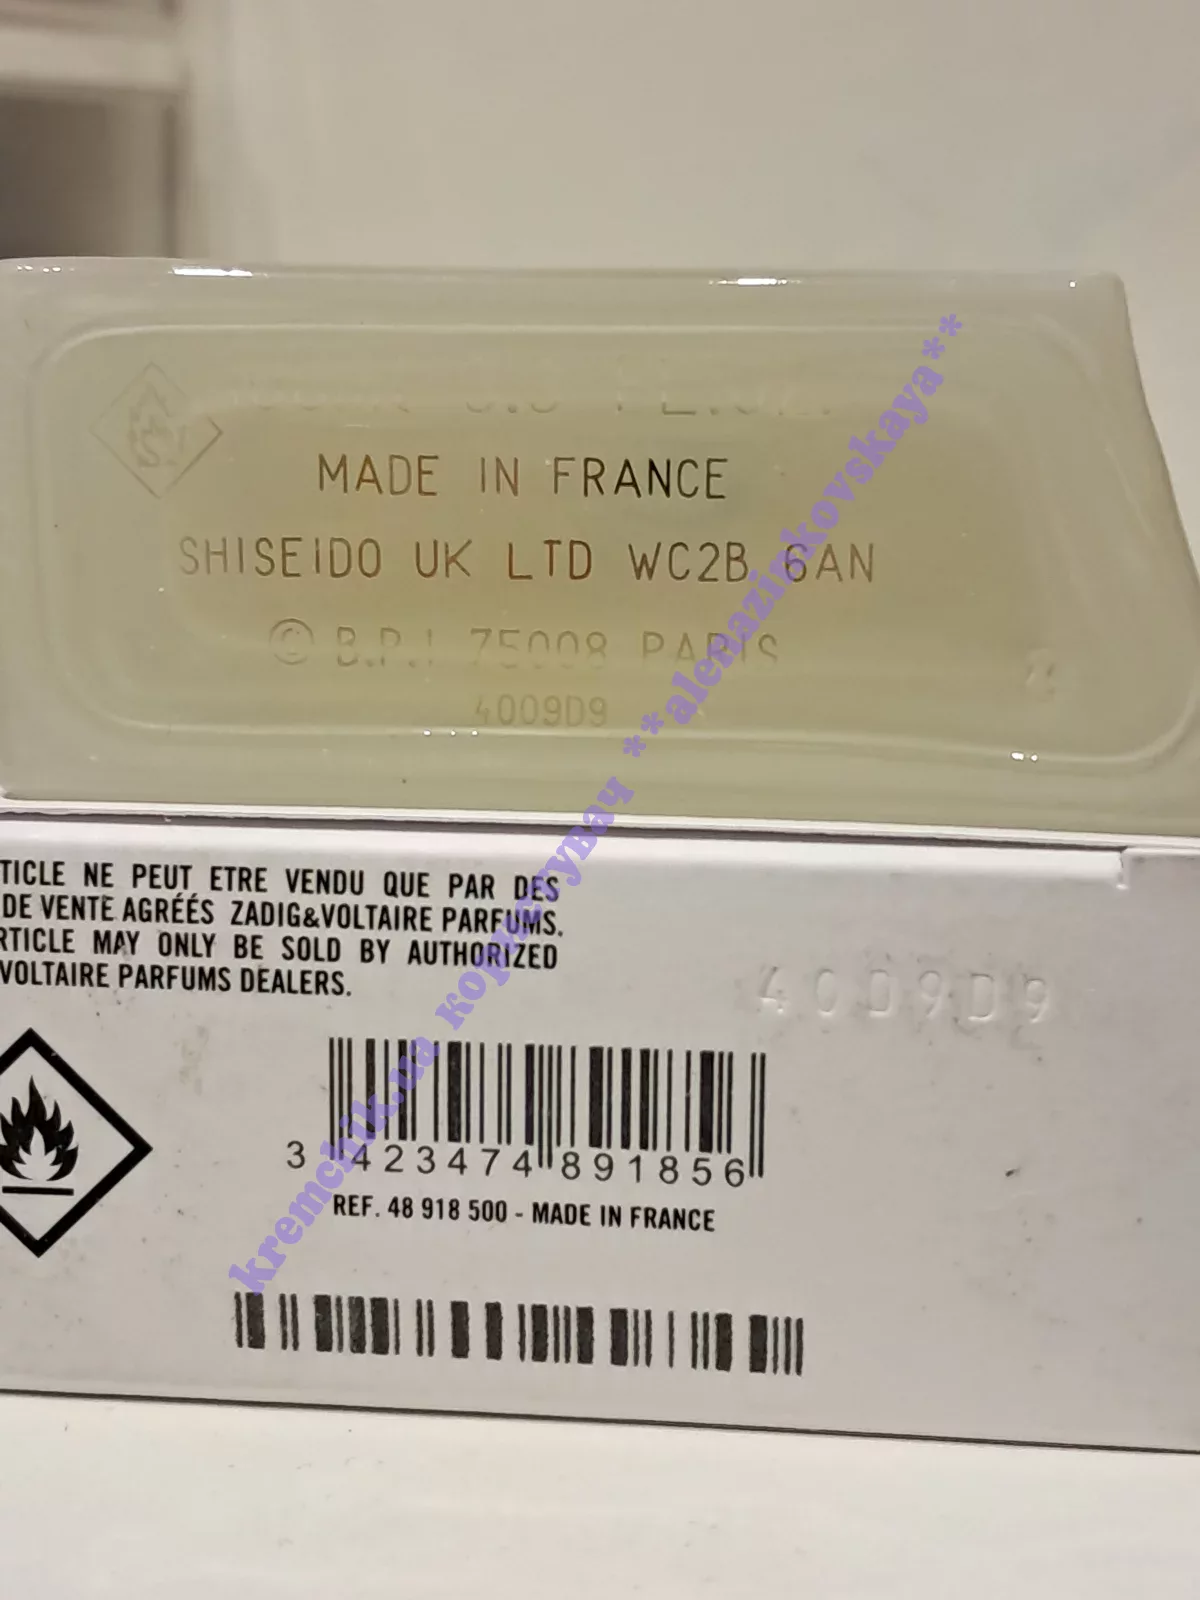 MADE IN FRANCE
SHISEIDO UK LTD WC2B 6AN
© B.P.I 75008 PARIS
4009D9
TICLE NE PEUT ETRE VENDU QUE PAR DES
DE VENTE AGRÉÉS ZADIG&VOLTAIRE PARFUMS.
RTICLE MAY ONLY BE SOLD BY AUTHORIZED
VOLTAIRE PARFUMS DEALERS.
4009D9
3 423474 891856
REF. 48 918 500 - MADE IN FRANCE
kremchik.ua користувач **alenazinkovskaya**